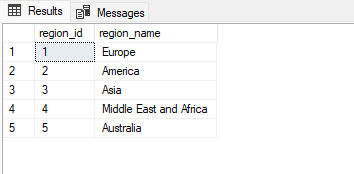 Results Messages
region_id region_name
1 1 Europe
2 2 America
3 3 Asia
4 4 Middle East and Africa
5 5 Australia